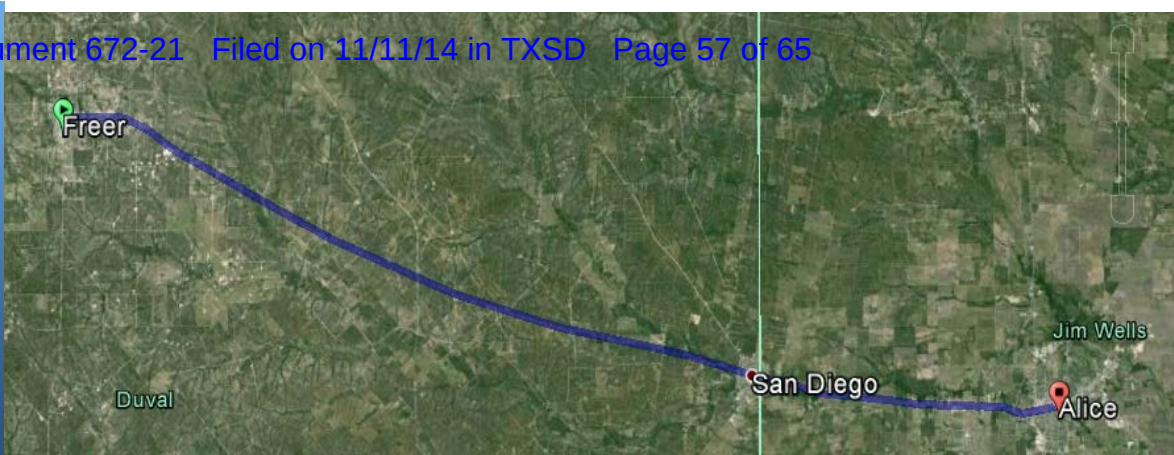 ument 672-21 Filed on 11/11/14 in TXSD Page 57 of 65
Freer
Jim Wells
San Diego
Duval
Alice